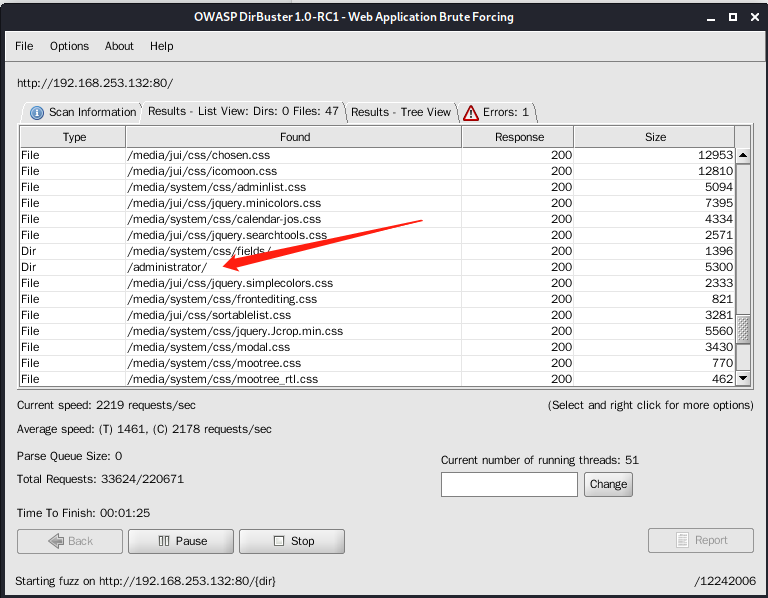 OWASP DirBuster 1.0-RC1 - Web Application Brute Forcing
File Options About Help
http://192.168.253.132:80/
Scan Information Results - List View: Dirs: 0 Files: 47 Results - Tree View Errors: 1
Type Found Response Size
File /media/jui/css/chosen.css 200 12953
File /media/jui/css/icomoon.css 200 12810
File /media/system/css/adminlist.css 200 5094
File /media/jui/css/jquery.minicolors.css 200 7395
File /media/system/css/calendar-jos.css 200 4334
File /media/jui/css/jquery.searchtools.css 200 2571
Dir /media/system/css/fields/ 200 1396
Dir /administrator/ 200 5300
File /media/jui/css/jquery.simplecolors.css 200 2333
File /media/system/css/frontediting.css 200 821
File /media/jui/css/sortablelist.css 200 3281
File /media/system/css/jquery.Jcrop.min.css 200 5560
File /media/system/css/modal.css 200 3430
File /media/system/css/mootree.css 200 770
File /media/system/css/mootree_rtl.css 200 462
Current speed: 2219 requests/sec (Select and right click for more options)
Average speed: (T) 1461, (C) 2178 requests/sec
Parse Queue Size: 0
Current number of running threads: 51
Total Requests: 33624/220671
Change
Time To Finish: 00:01:25
Back Pause Stop Report
Starting fuzz on http://192.168.253.132:80/{dir} /12242006